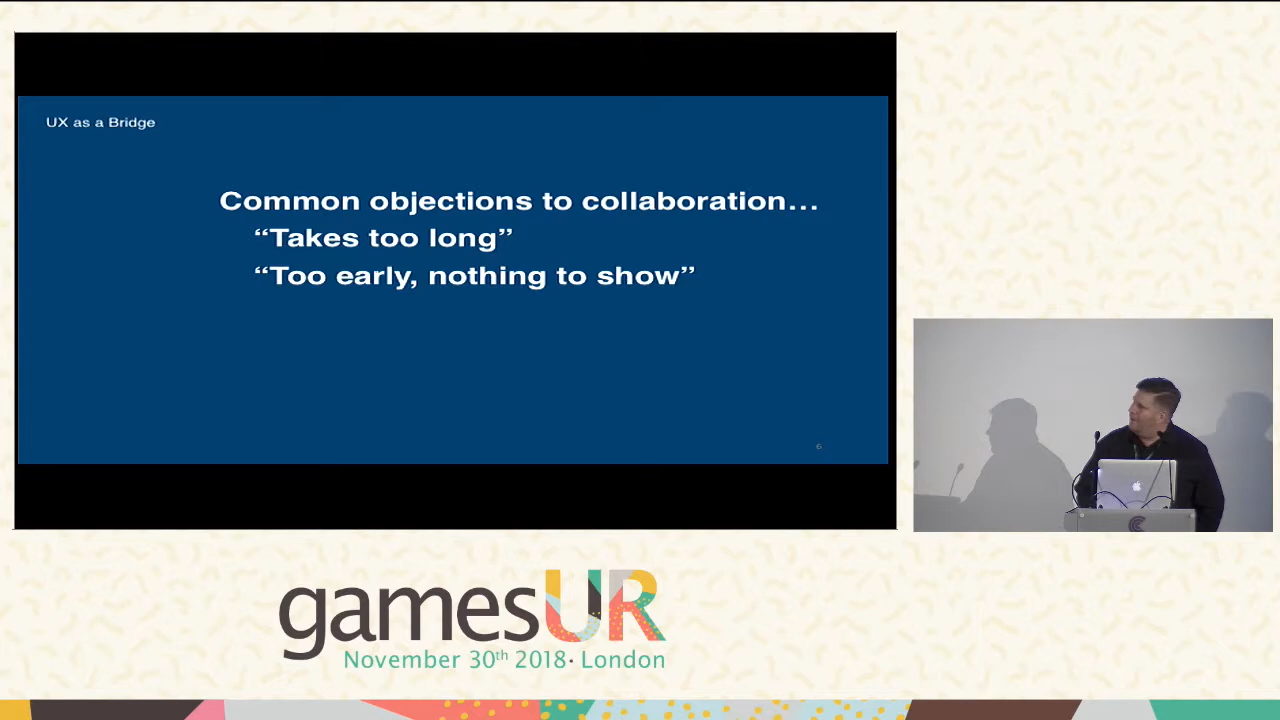 UX as a Bridge
Common objections to collaboration...
“Takes too long”
“Too early, nothing to show”
6
gamesUR
November 30th 2018· London